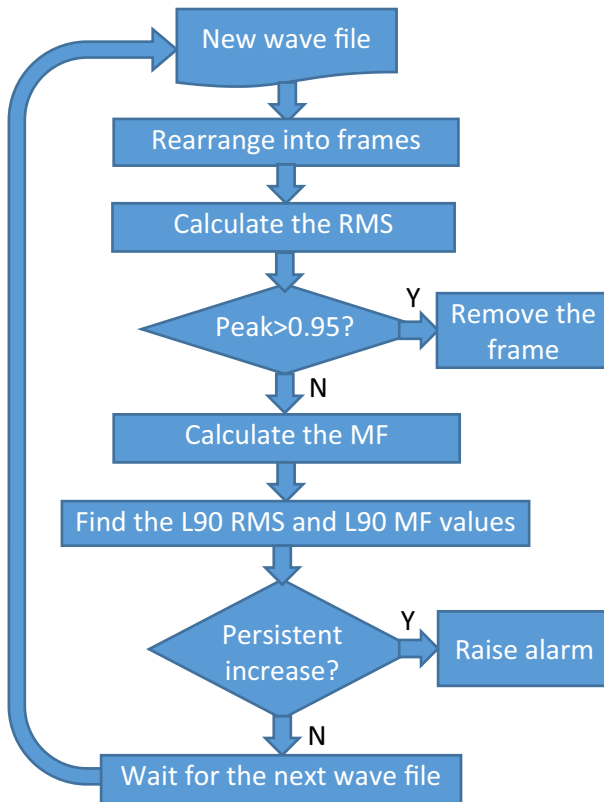 New wave file
Rearrange into frames
Calculate the RMS
Peak>0.95?
Y
Remove the
frame
N
Calculate the MF
Find the L90 RMS and L90 MF values
Persistent
increase?
Y
Raise alarm
N
Wait for the next wave file